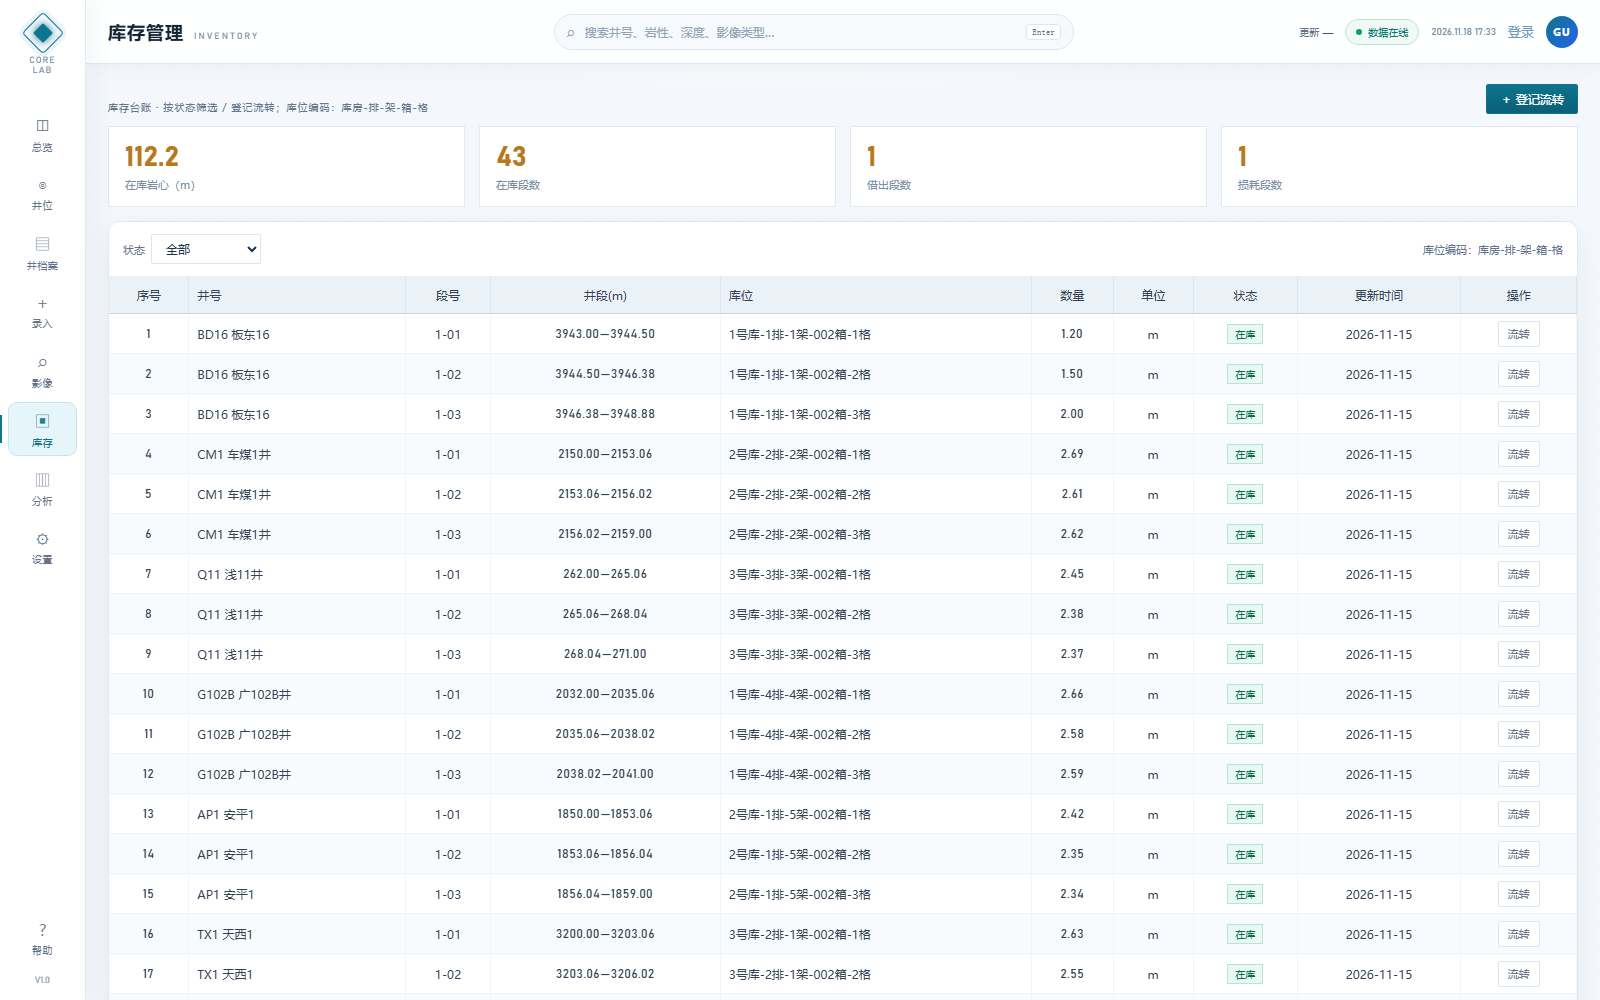 CORE
LAB
总览
井位
井档案
录入
影像
库存
分析
设置
帮助
V1.0
库存管理 INVENTORY
搜索井号、岩性、深度、影像类型... Enter
更新 — 数据在线 2026.11.18 17:33 登录 GU
库存台账 · 按状态筛选 / 登记流转；库位编码：库房-排-架-箱-格
+ 登记流转
112.2
在库岩心 (m)
43
在库段数
1
借出段数
1
损耗段数
状态 全部 库位编码：库房-排-架-箱-格
序号 井号 段号 井段(m) 库位 数量 单位 状态 更新时间 操作
1 BD16 板东16 1-01 3943.00—3944.50 1号库-1排-1架-002箱-1格 1.20 m 在库 2026-11-15 流转
2 BD16 板东16 1-02 3944.50—3946.38 1号库-1排-1架-002箱-2格 1.50 m 在库 2026-11-15 流转
3 BD16 板东16 1-03 3946.38—3948.88 1号库-1排-1架-002箱-3格 2.00 m 在库 2026-11-15 流转
4 CM1 车煤1井 1-01 2150.00—2153.06 2号库-2排-2架-002箱-1格 2.69 m 在库 2026-11-15 流转
5 CM1 车煤1井 1-02 2153.06—2156.02 2号库-2排-2架-002箱-2格 2.61 m 在库 2026-11-15 流转
6 CM1 车煤1井 1-03 2156.02—2159.00 2号库-2排-2架-002箱-3格 2.62 m 在库 2026-11-15 流转
7 Q11 浅11井 1-01 262.00—265.06 3号库-3排-3架-002箱-1格 2.45 m 在库 2026-11-15 流转
8 Q11 浅11井 1-02 265.06—268.04 3号库-3排-3架-002箱-2格 2.38 m 在库 2026-11-15 流转
9 Q11 浅11井 1-03 268.04—271.00 3号库-3排-3架-002箱-3格 2.37 m 在库 2026-11-15 流转
10 G102B 广102B井 1-01 2032.00—2035.06 1号库-4排-4架-002箱-1格 2.66 m 在库 2026-11-15 流转
11 G102B 广102B井 1-02 2035.06—2038.02 1号库-4排-4架-002箱-2格 2.58 m 在库 2026-11-15 流转
12 G102B 广102B井 1-03 2038.02—2041.00 1号库-4排-4架-002箱-3格 2.59 m 在库 2026-11-15 流转
13 AP1 安平1 1-01 1850.00—1853.06 2号库-1排-5架-002箱-1格 2.42 m 在库 2026-11-15 流转
14 AP1 安平1 1-02 1853.06—1856.04 2号库-1排-5架-002箱-2格 2.35 m 在库 2026-11-15 流转
15 AP1 安平1 1-03 1856.04—1859.00 2号库-1排-5架-002箱-3格 2.34 m 在库 2026-11-15 流转
16 TX1 天西1 1-01 3200.00—3203.06 3号库-2排-1架-002箱-1格 2.63 m 在库 2026-11-15 流转
17 TX1 天西1 1-02 3203.06—3206.02 3号库-2排-1架-002箱-2格 2.55 m 在库 2026-11-15 流转